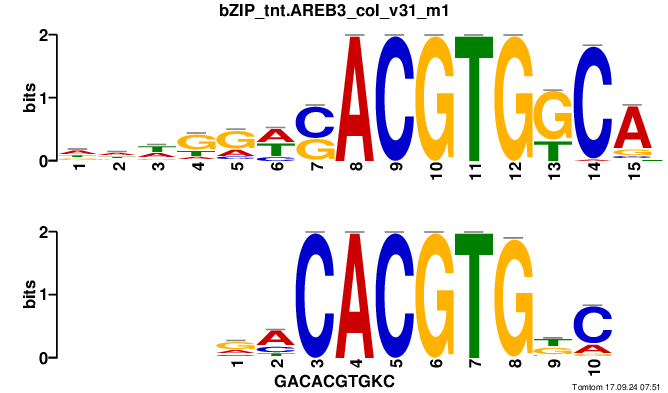 bZIP_tnt.AREB3_col_v31_m1
2
1
0
bits
ACGTGGCA
1 2 3 4 5 6 7 8 9 10 11 12 13 14 15
2
1
0
bits
CACGTG C
1 2 3 4 5 6 7 8 9 10
GACACGTGKC
Tomtom 17.09.24 07:51